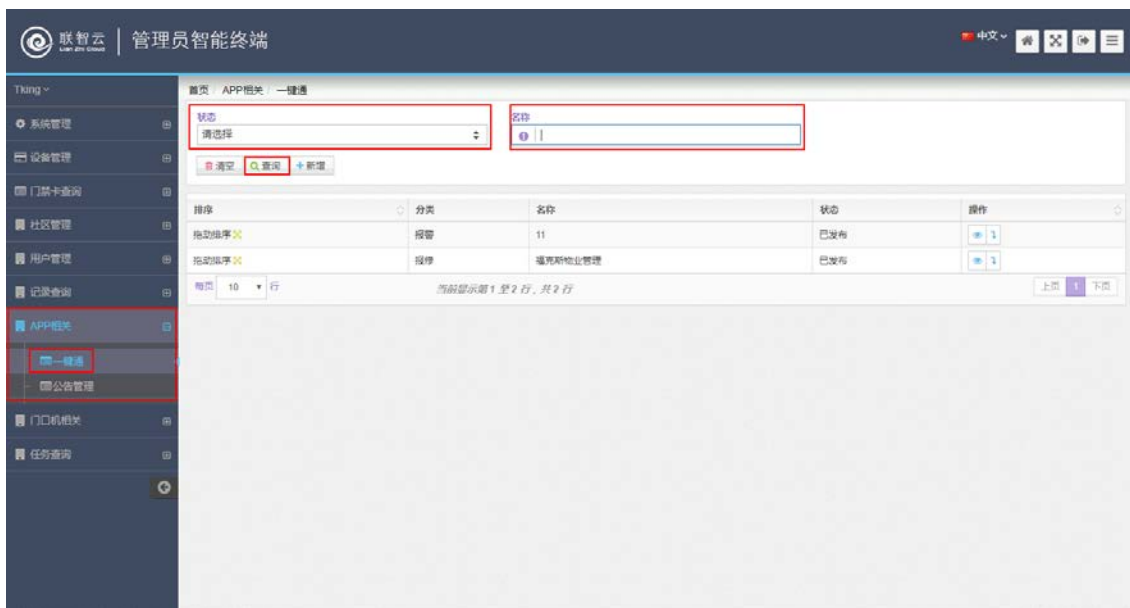 联智云
Lian Zhi Cloud
管理员智能终端
中文
Tking
首页 / APP相关 / 一键通
系统管理
设备管理
门禁卡查询
社区管理
用户管理
记录查询
APP相关
一键通
公告管理
门口机相关
任务查询
状态 名称
请选择
清空 查询 +新增
排序 分类 名称 状态 操作
拖动排序 报警 11 已发布
拖动排序 报修 福克斯物业管理 已发布
每页 10 行 当前显示第 1 至 2 行，共 2 行 上页 1 下页